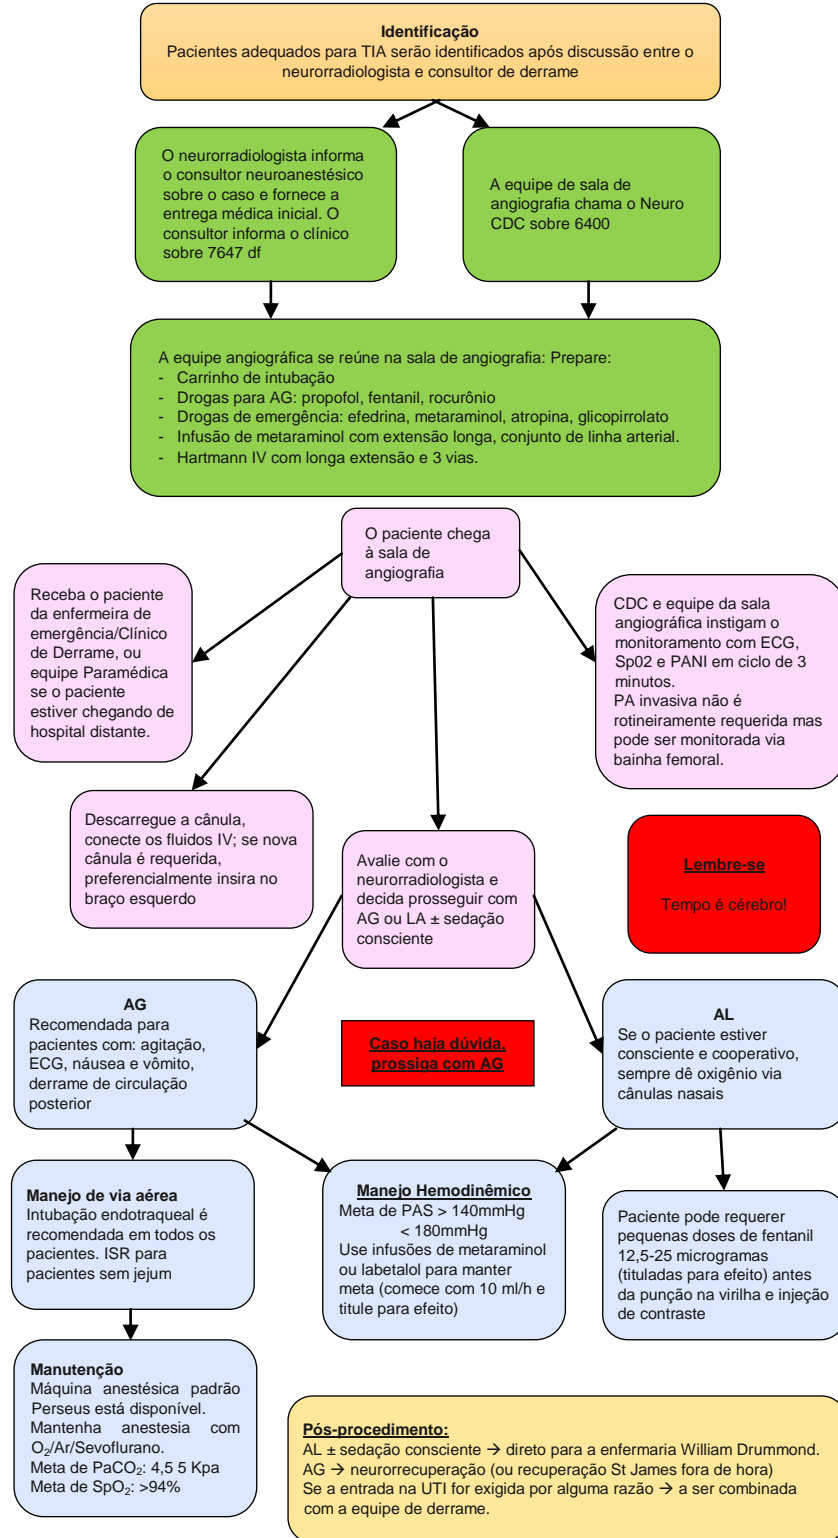 Identificação
Pacientes adequados para TIA serão identificados após discussão entre o
neurorradiologista e consultor de derrame
O neurorradiologista informa
o consultor neuroanestésico
sobre o caso e fornece a
entrega médica inicial. O
consultor informa o clínico
sobre 7647 df
A equipe de sala de
angiografia chama o Neuro
CDC sobre 6400
A equipe angiográfica se reúne na sala de angiografia: Prepare:
- Carrinho de intubação
- Drogas para AG: propofol, fentanil, rocurônio
- Drogas de emergência: efedrina, metaraminol, atropina, glicopirrolato
- Infusão de metaraminol com extensão longa, conjunto de linha arterial.
- Hartmann IV com longa extensão e 3 vias.
O paciente chega
à sala de
angiografia
Receba o paciente
da enfermeira de
emergência/Clínico
de Derrame, ou
equipe Paramédica
se o paciente
estiver chegando de
hospital distante.
CDC e equipe da sala
angiográfica instigam o
monitoramento com ECG,
Sp02 e PANI em ciclo de 3
minutos.
PA invasiva não é
rotineiramente requerida mas
pode ser monitorada via
bainha femoral.
Descarregue a cânula,
conecte os fluidos IV; se nova
cânula é requerida,
preferencialmente insira no
braço esquerdo
Avalie com o
neurorradiologista e
decida prosseguir com
AG ou LA ± sedação
consciente
Lembre-se
Tempo é cérebro!
AG
Recomendada para
pacientes com: agitação,
ECG, náusea e vômito,
derrame de circulação
posterior
Caso haja dúvida,
prossiga com AG
AL
Se o paciente estiver
consciente e cooperativo,
sempre dê oxigênio via
cânulas nasais
Manejo de via aérea
Intubação endotraqueal é
recomendada em todos os
pacientes. ISR para
pacientes sem jejum
Manejo Hemodinêmico
Meta de PAS > 140mmHg
< 180mmHg
Use infusões de metaraminol
ou labetalol para manter
meta (comece com 10 ml/h e
titule para efeito)
Paciente pode requerer
pequenas doses de fentanil
12,5-25 microgramas
(tituladas para efeito) antes
da punção na virilha e injeção
de contraste
Manutenção
Máquina anestésica padrão
Perseus está disponível.
Mantenha anestesia com
O₂/Ar/Sevoflurano.
Meta de PaCO₂: 4,5 5 Kpa
Meta de SpO₂: >94%
Pós-procedimento:
AL ± sedação consciente → direto para a enfermaria William Drummond.
AG → neurorrecuperação (ou recuperação St James fora de hora)
Se a entrada na UTI for exigida por alguma razão → a ser combinada
com a equipe de derrame.